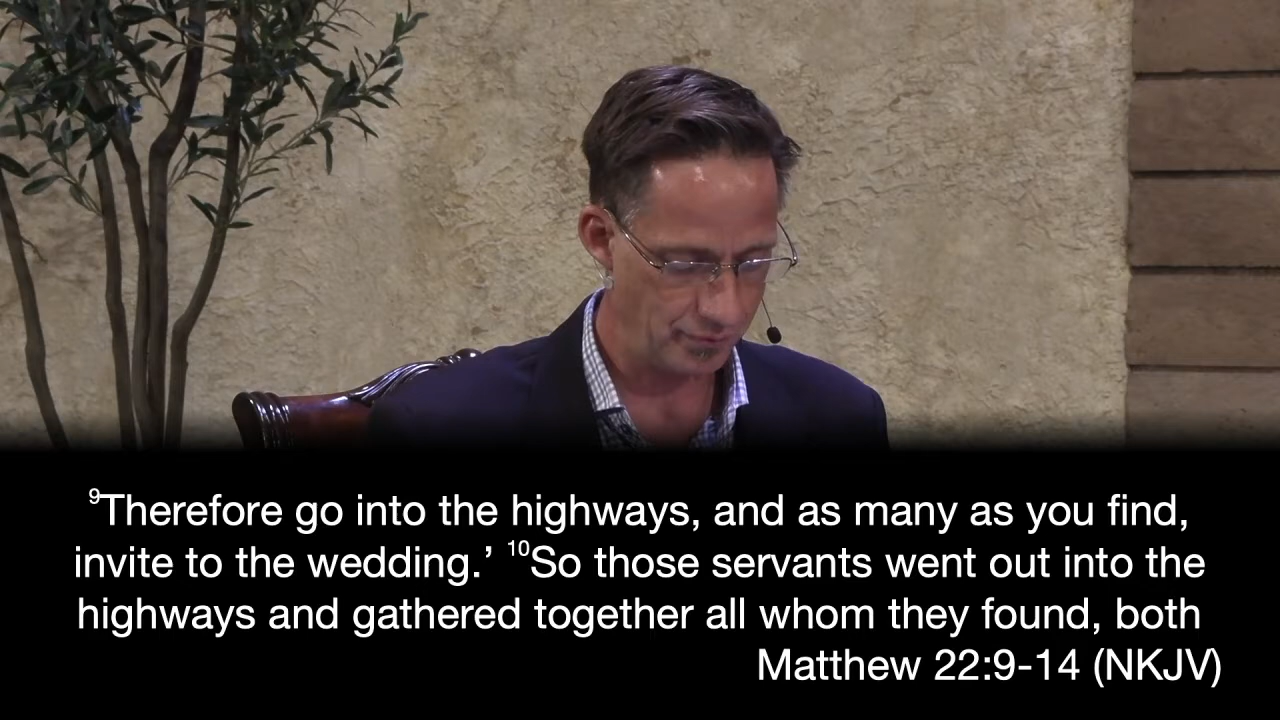 ⁹Therefore go into the highways, and as many as you find,
invite to the wedding.’ ¹⁰So those servants went out into the
highways and gathered together all whom they found, both
Matthew 22:9-14 (NKJV)